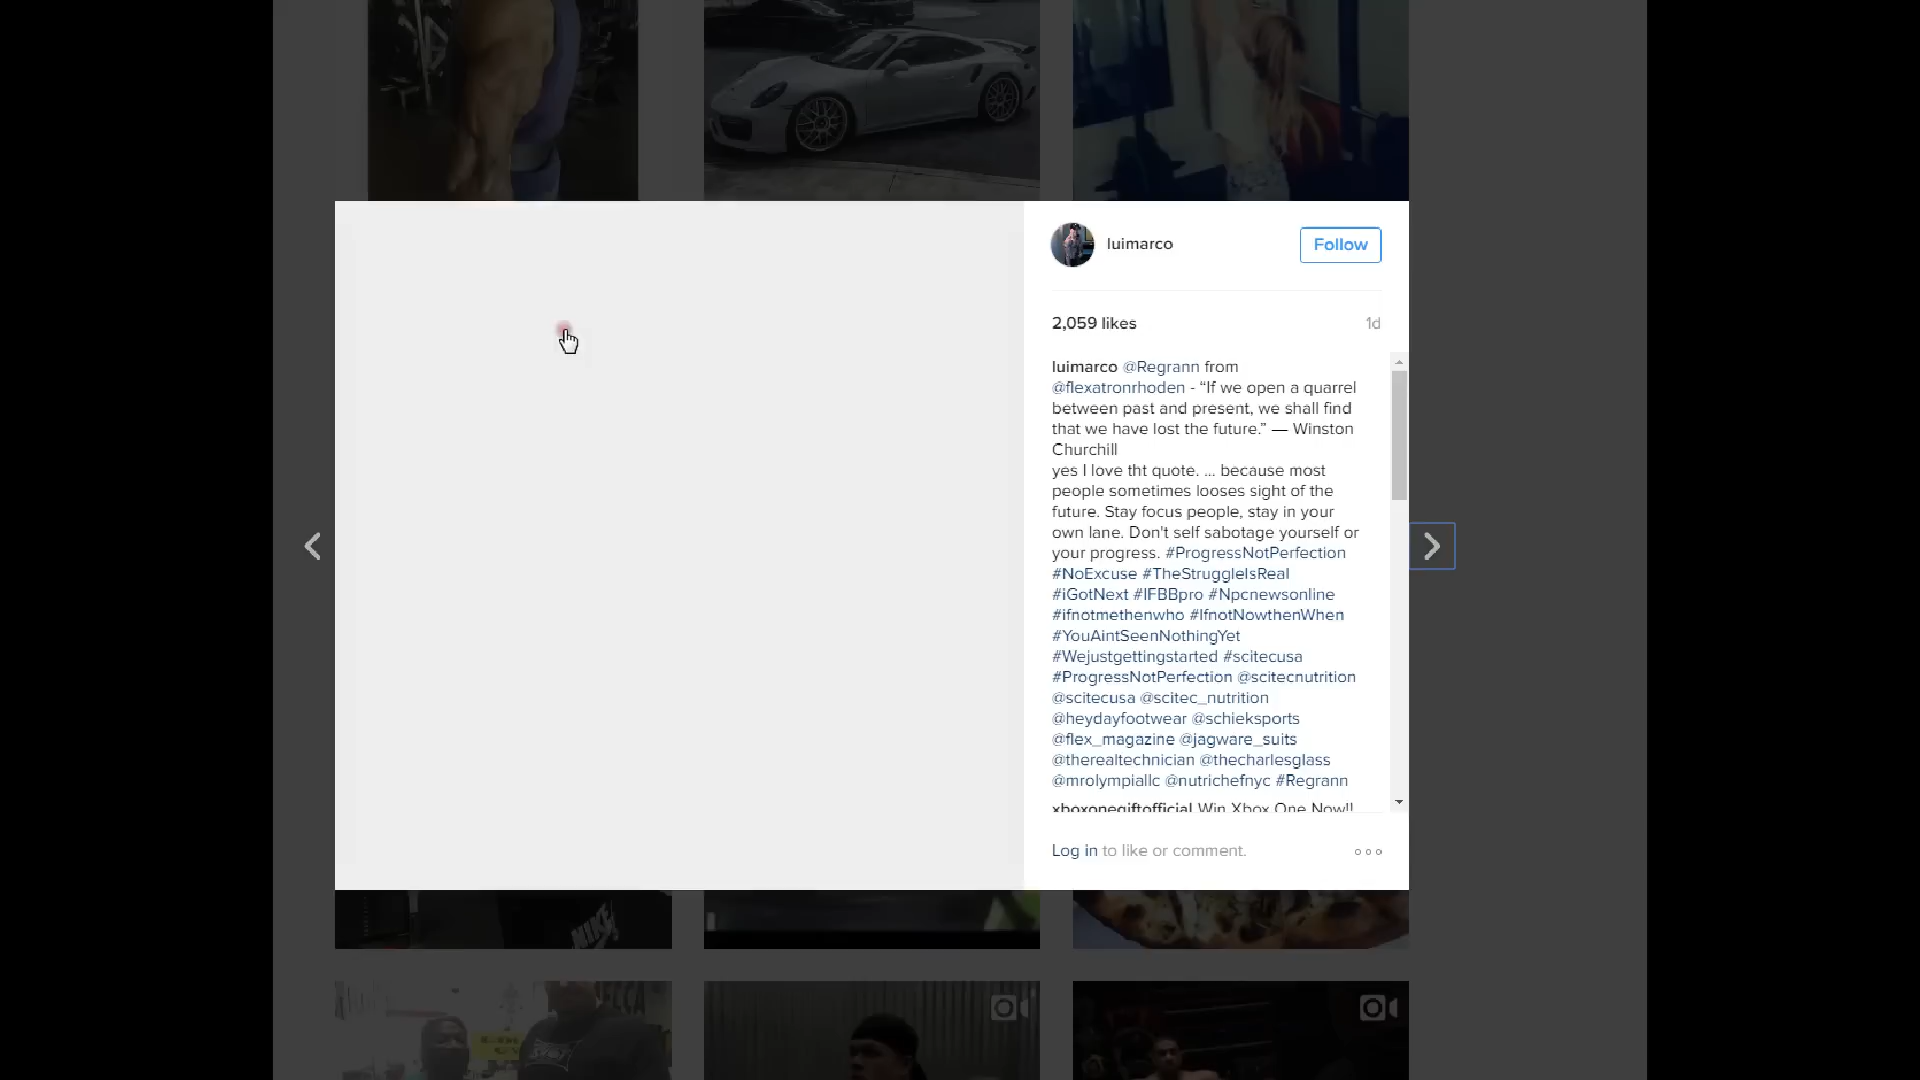 luimarco
Follow
2,059 likes
1d
luimarco @Regrann from
@flexatronrhoden - “If we open a quarrel
between past and present, we shall find
that we have lost the future.” — Winston
Churchill
yes I love tht quote. ... because most
people sometimes looses sight of the
future. Stay focus people, stay in your
own lane. Don't self sabotage yourself or
your progress. #ProgressNotPerfection
#NoExcuse #TheStruggleIsReal
#iGotNext #IFBBpro #Npcnewsonline
#ifnotmethenwho #IfnotNowthenWhen
#YouAintSeenNothingYet
#Wejustgettingstarted #scitecusa
#ProgressNotPerfection @scitecnutrition
@scitecusa @scitec_nutrition
@heydayfootwear @schieksports
@flex_magazine @jagware_suits
@therealtechnician @thecharlesglass
@mrolympiallc @nutrichefnyc #Regrann
xboxonegiftofficial Win Xbox One Now!!
Log in to like or comment.
NIKE